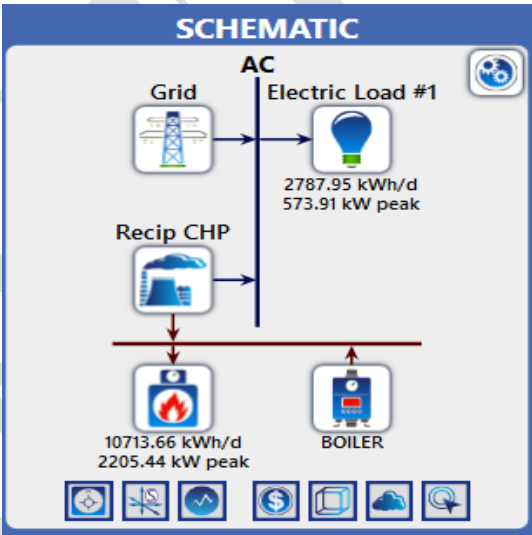 SCHEMATIC
AC
Grid
Electric Load #1
2787.95 kWh/d
573.91 kW peak
Recip CHP
10713.66 kWh/d
2205.44 kW peak
BOILER